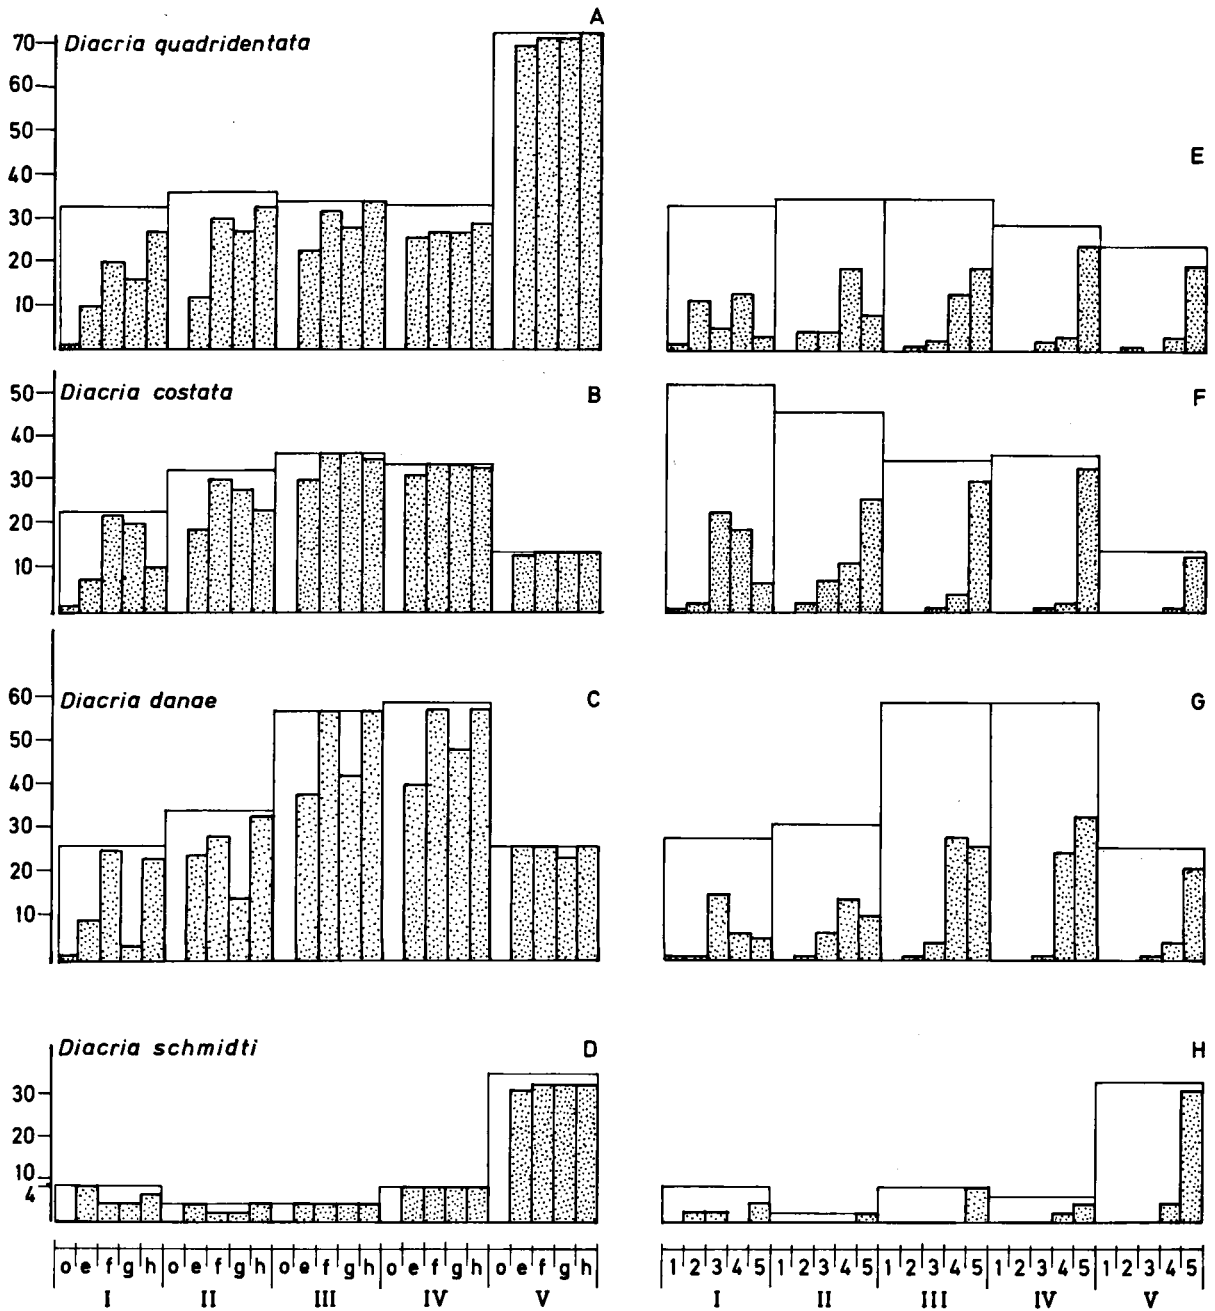 A
Diacria quadridentata
70
60
50
40
30
20
10
E
Diacria costata
B
F
50
40
30
20
10
Diacria danae
C
G
60
50
40
30
20
10
Diacria schmidti
D
H
30
20
10
4
o e f g h o e f g h o e f g h o e f g h o e f g h
I II III IV V
1 2 3 4 5 1 2 3 4 5 1 2 3 4 5 1 2 3 4 5 1 2 3 4 5
I II III IV V